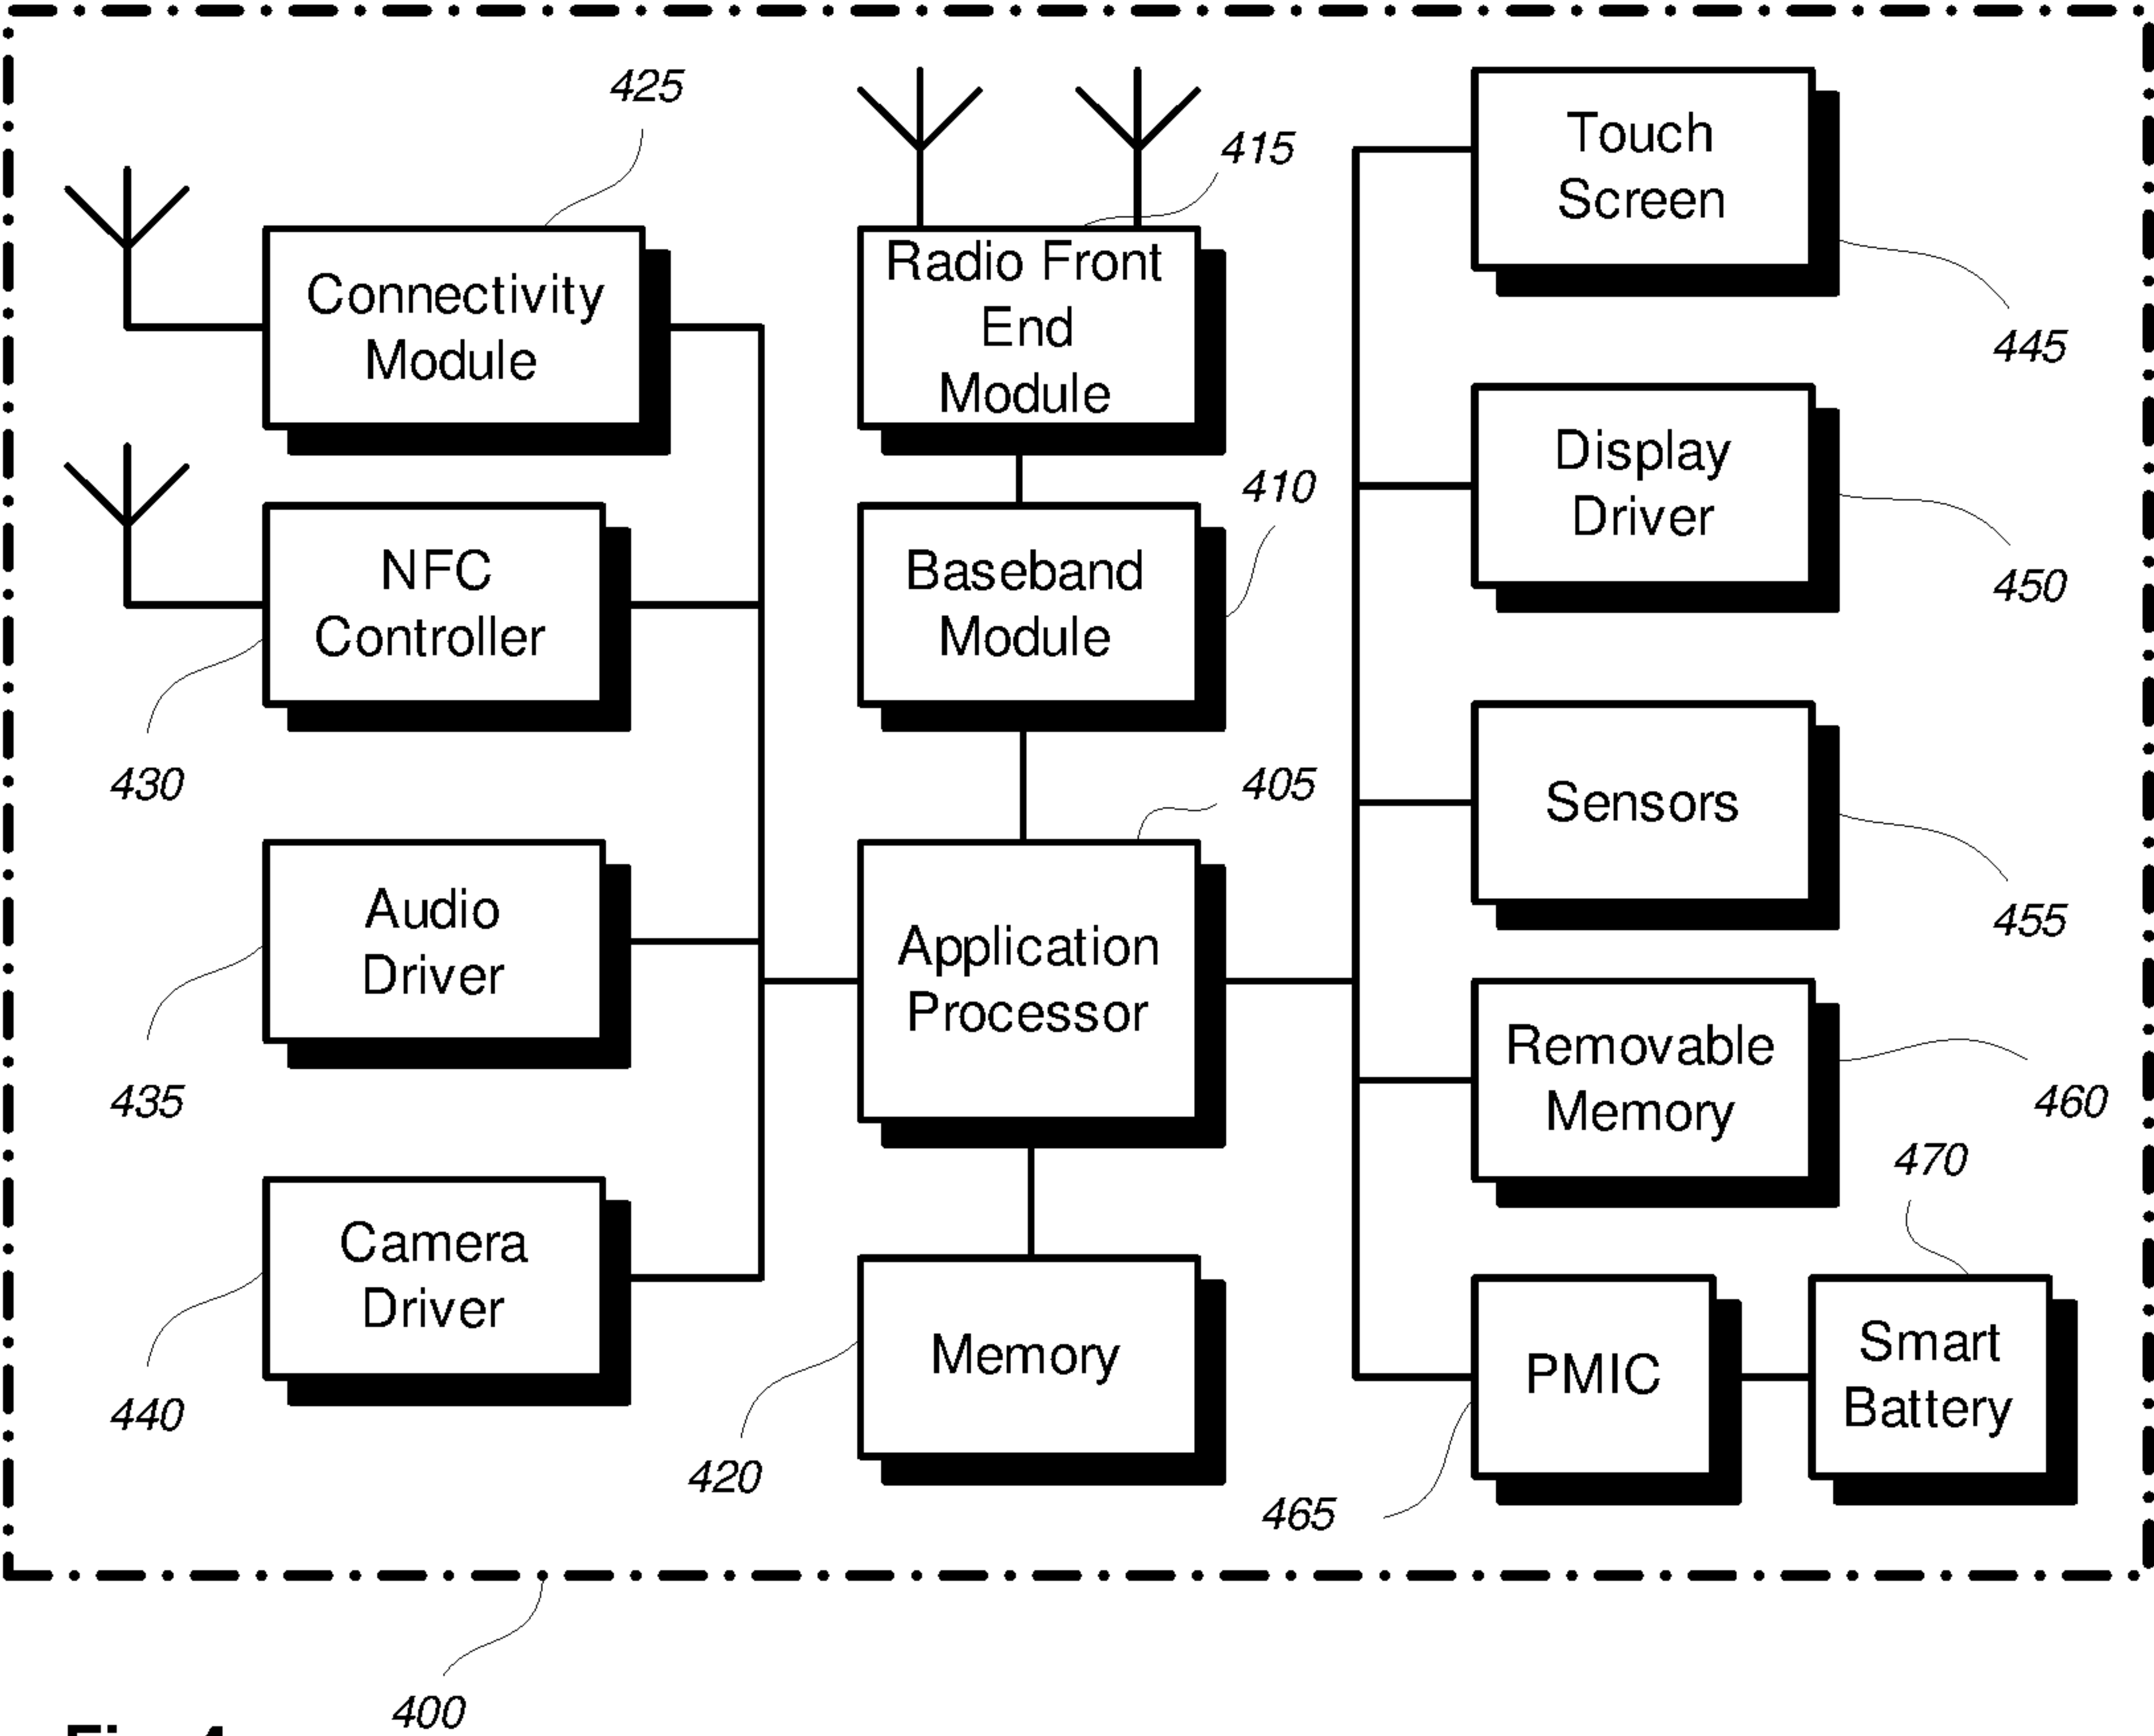 425
415
Touch
Screen
445
Connectivity
Module
Radio Front
End
Module
410
Display
Driver
450
NFC
Controller
430
Baseband
Module
405
Sensors
455
Audio
Driver
435
Application
Processor
Removable
Memory
460
470
Camera
Driver
440
Memory
420
PMIC
465
Smart
Battery
400